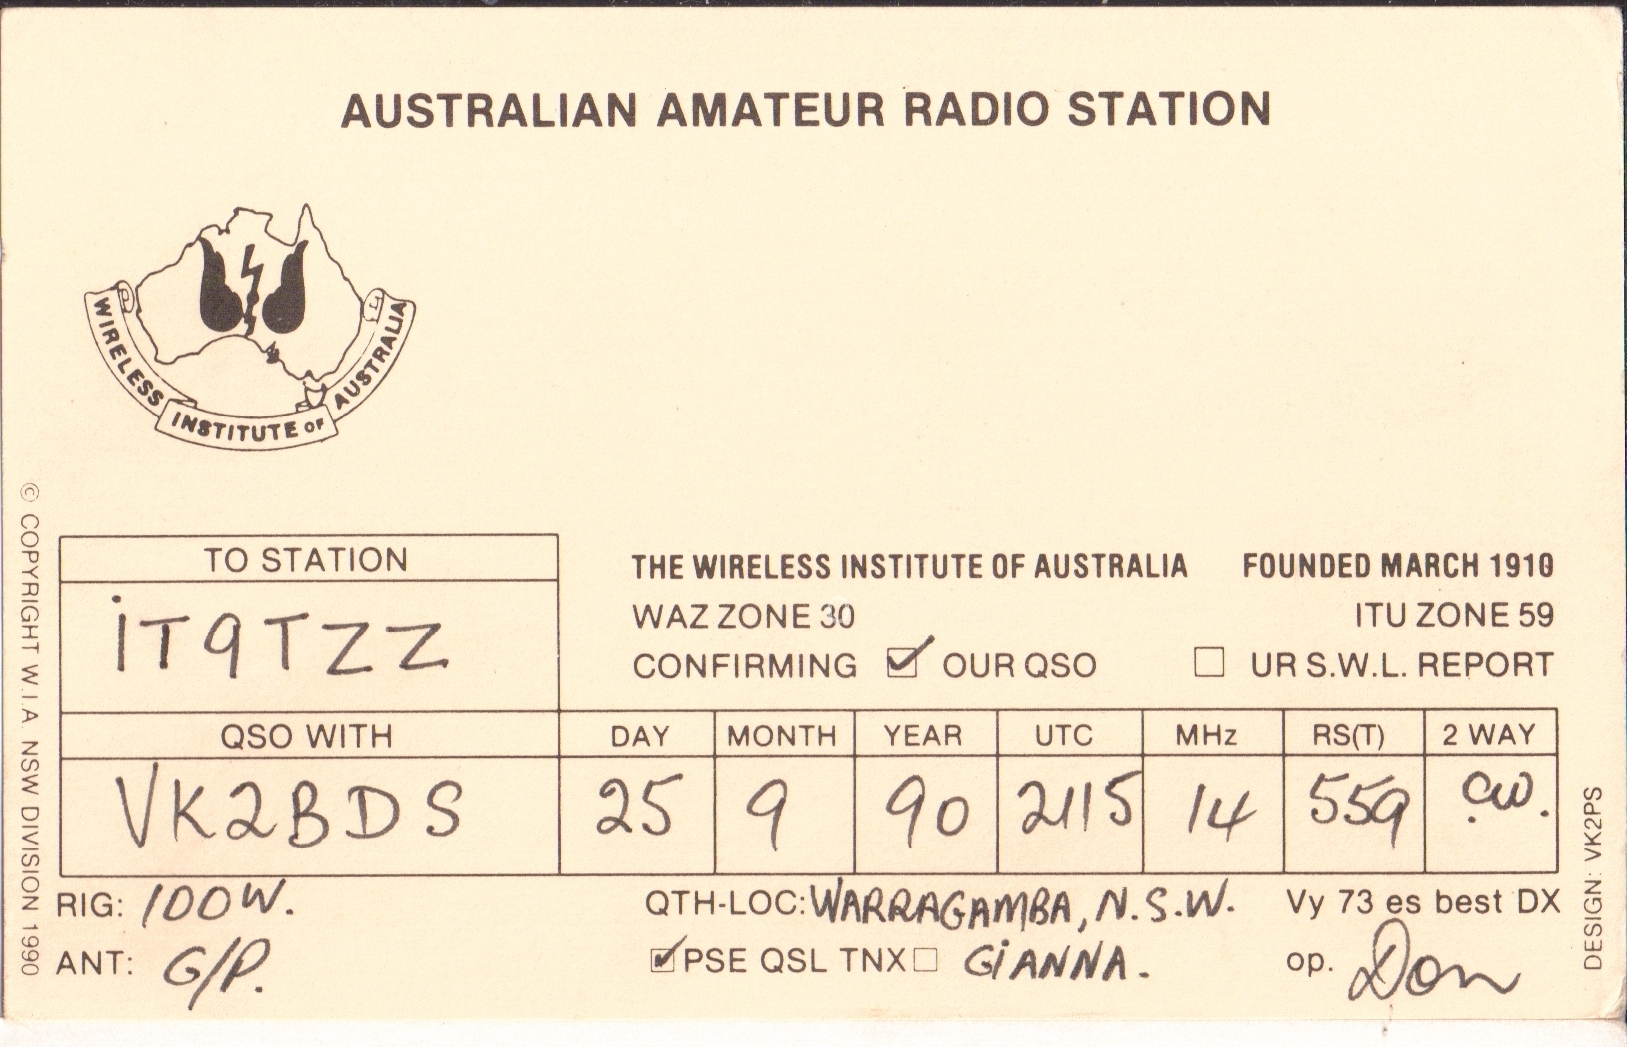 AUSTRALIAN AMATEUR RADIO STATION
WIRELESS INSTITUTE OF AUSTRALIA
© COPYRIGHT W.I.A NSW DIVISION 1990
TO STATION
iT9TZZ
THE WIRELESS INSTITUTE OF AUSTRALIA FOUNDED MARCH 1910
WAZ ZONE 30 ITU ZONE 59
CONFIRMING ☑ OUR QSO ☐ UR S.W.L. REPORT
QSO WITH DAY MONTH YEAR UTC MHz RS(T) 2 WAY
VK2BDS 25 9 90 2115 14 559 CW.
RIG: 100W. QTH-LOC: WARRAGAMBA, N.S.W. Vy 73 es best DX
ANT: G/P. ☑ PSE QSL TNX ☐ GiANNA. op. Don
DESIGN: VK2PS